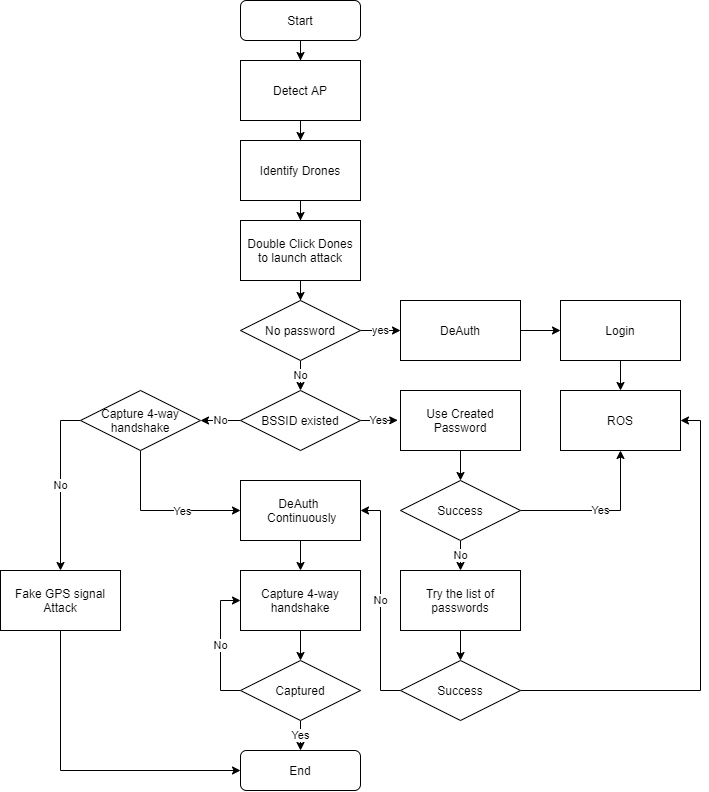 Start
Detect AP
Identify Drones
Double Click Dones
to launch attack
No password
yes
DeAuth
Login
No
Capture 4-way
handshake
No
BSSID existed
Yes
Use Created
Password
ROS
No
Yes
DeAuth
Continuously
Success
Yes
No
Fake GPS signal
Attack
Capture 4-way
handshake
Try the list of
passwords
No
No
Captured
Success
Yes
End